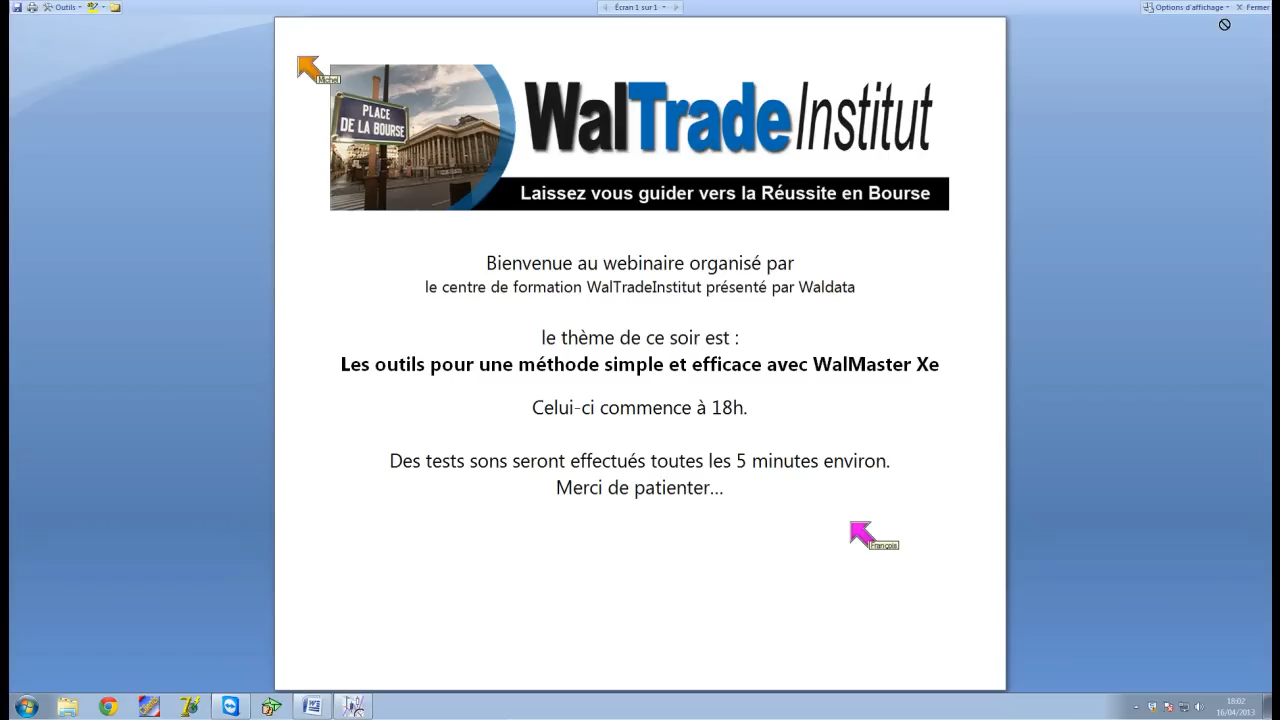 Outils
Écran 1 sur 1
Options d'affichage
Fermer
Michel
PLACE
DE LA BOURSE
WalTradeInstitut
Laissez vous guider vers la Réussite en Bourse
Bienvenue au webinaire organisé par
le centre de formation WalTradeInstitut présenté par Waldata
le thème de ce soir est :
Les outils pour une méthode simple et efficace avec WalMaster Xe
Celui-ci commence à 18h.
Des tests sons seront effectués toutes les 5 minutes environ.
Merci de patienter...
François
18:02
16/04/2013